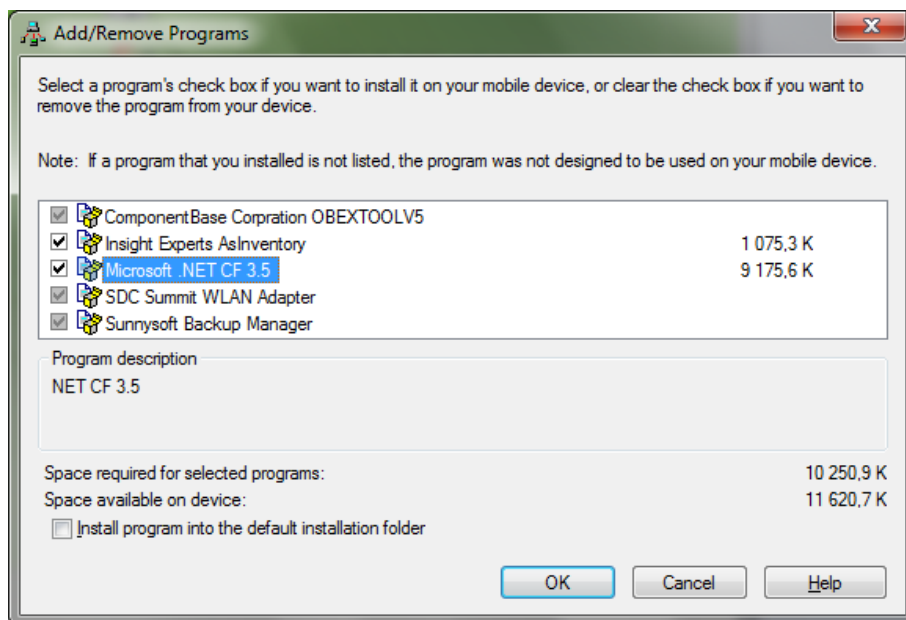 Add/Remove Programs
Select a program's check box if you want to install it on your mobile device, or clear the check box if you want to
remove the program from your device.
Note: If a program that you installed is not listed, the program was not designed to be used on your mobile device.
ComponentBase Corpration OBEXTOOLV5
Insight Experts AsInventory 1 075,3 K
Microsoft .NET CF 3.5 9 175,6 K
SDC Summit WLAN Adapter
Sunnysoft Backup Manager
Program description
NET CF 3.5
Space required for selected programs: 10 250,9 K
Space available on device: 11 620,7 K
Install program into the default installation folder
OK Cancel Help